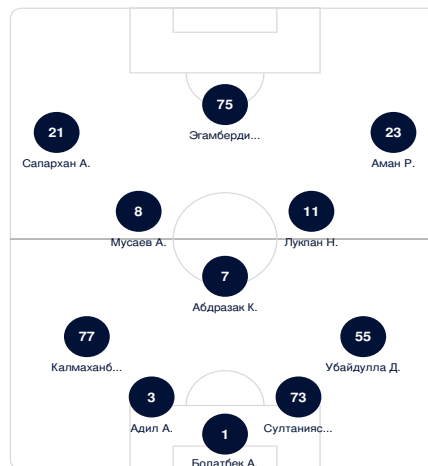 75
Эгамберди...
21
Сапархан А.
23
Аман Р.
8
Мусаев А.
11
Лукпан Н.
7
Абдразак К.
77
Калмаханб...
55
Убайдулла Д.
3
Адил А.
73
Султанияс...
1
Болатбек А.